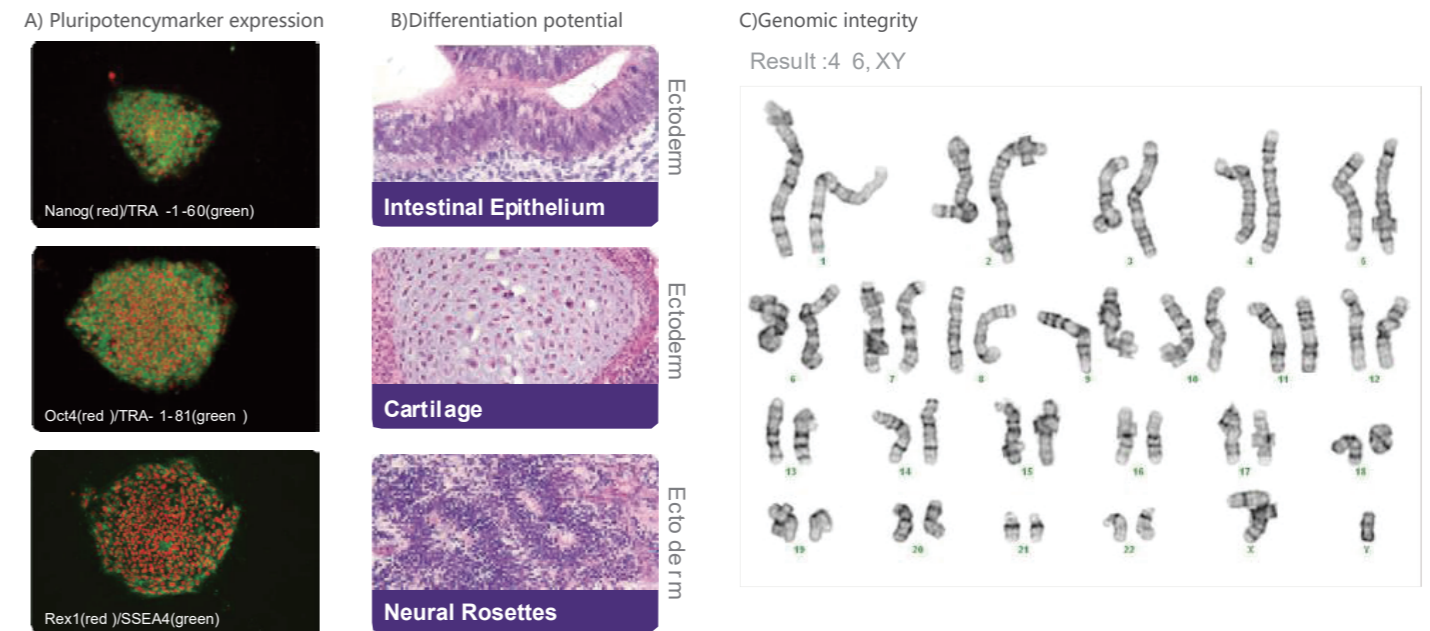 A) Pluripotencymarker expression
Nanog(red)/TRA -1-60(green)
Oct4(red )/TRA- 1-81(green )
Rex1(red )/SSEA4(green)
B)Differentiation potential
Intestinal Epithelium
Ectoderm
Cartilage
Ectoderm
Neural Rosettes
Ecto derm
C)Genomic integrity
Result :4 6, XY
1 2 3 4 5
6 7 8 9 10 11 12
13 14 15 16 17 18
19 20 21 22 X Y